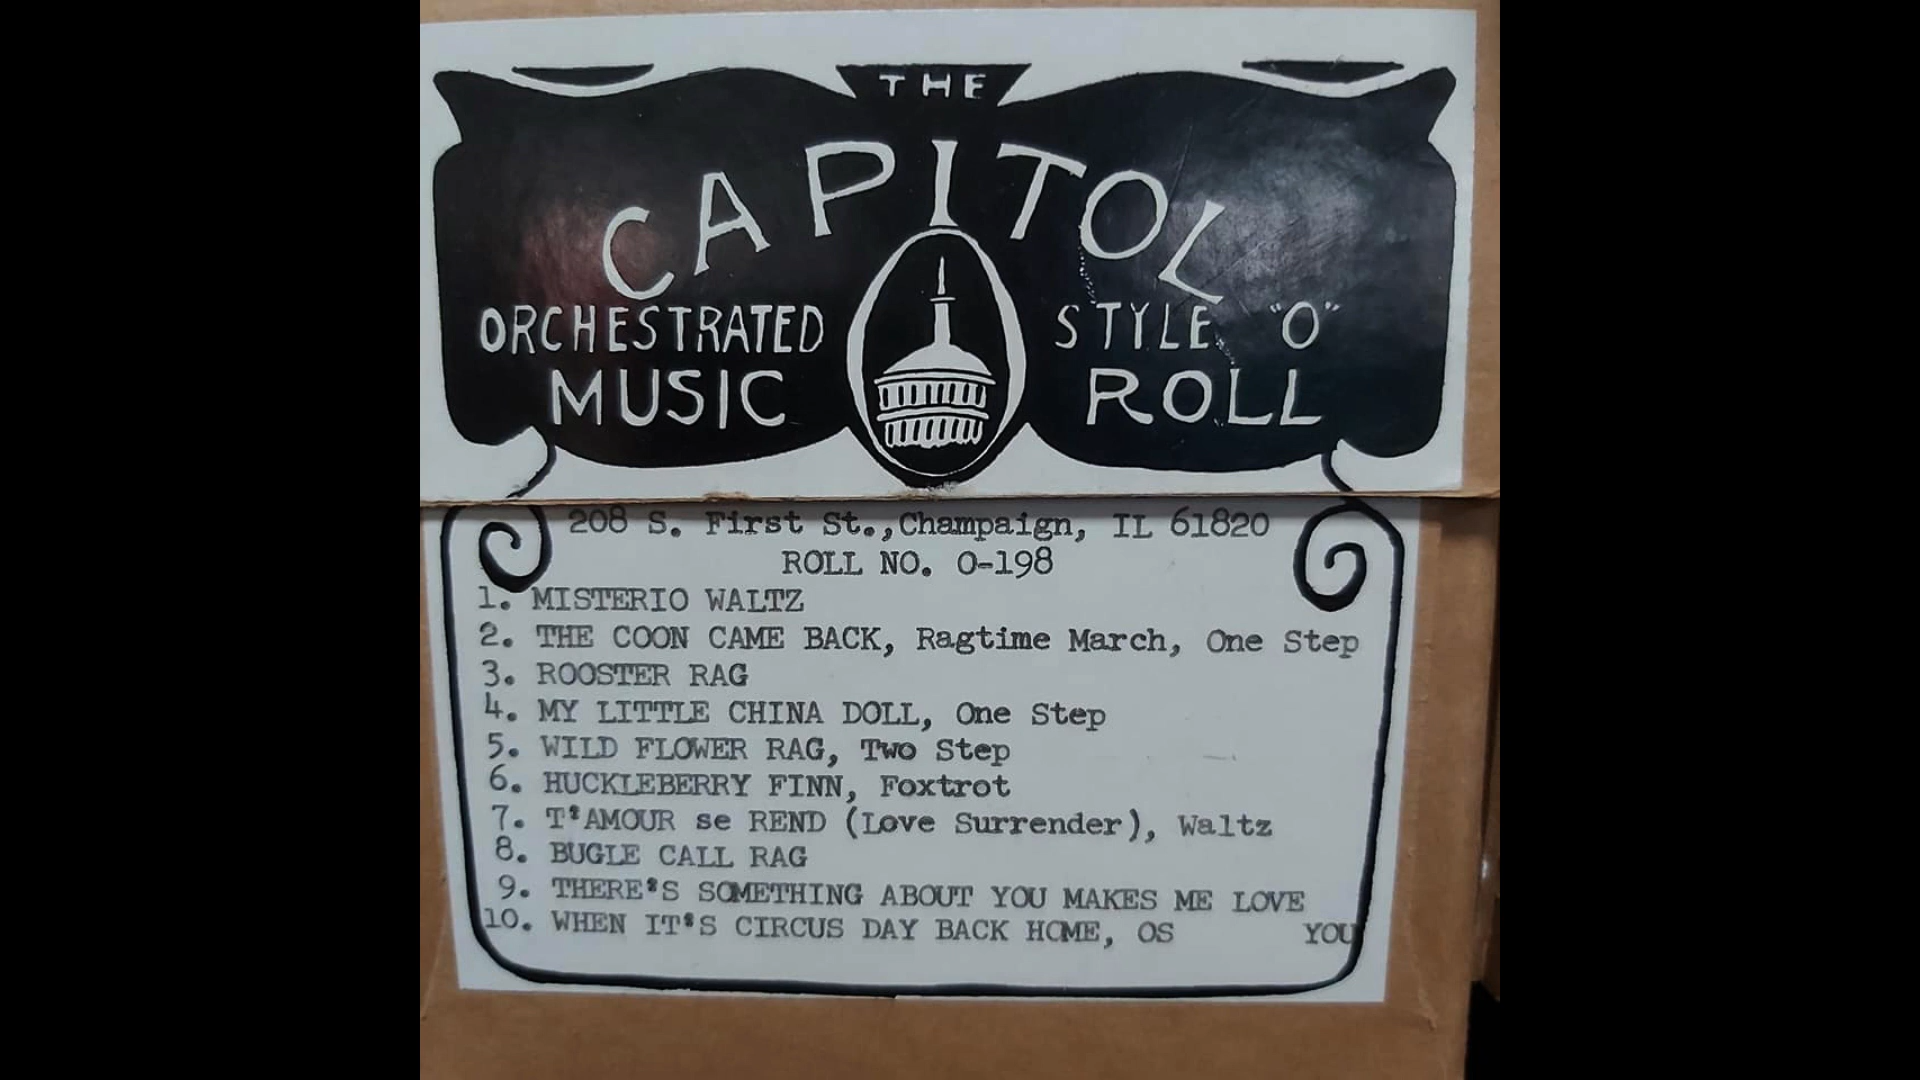 THE
CAPITOL
ORCHESTRATED STYLE "O"
MUSIC ROLL
208 S. First St.,Champaign, IL 61820
ROLL NO. O-198
1. MISTERIO WALTZ
2. THE COON CAME BACK, Ragtime March, One Step
3. ROOSTER RAG
4. MY LITTLE CHINA DOLL, One Step
5. WILD FLOWER RAG, Two Step
6. HUCKLEBERRY FINN, Foxtrot
7. T'AMOUR se REND (Love Surrender), Waltz
8. BUGLE CALL RAG
9. THERE'S SOMETHING ABOUT YOU MAKES ME LOVE
10. WHEN IT'S CIRCUS DAY BACK HOME, OS YOU